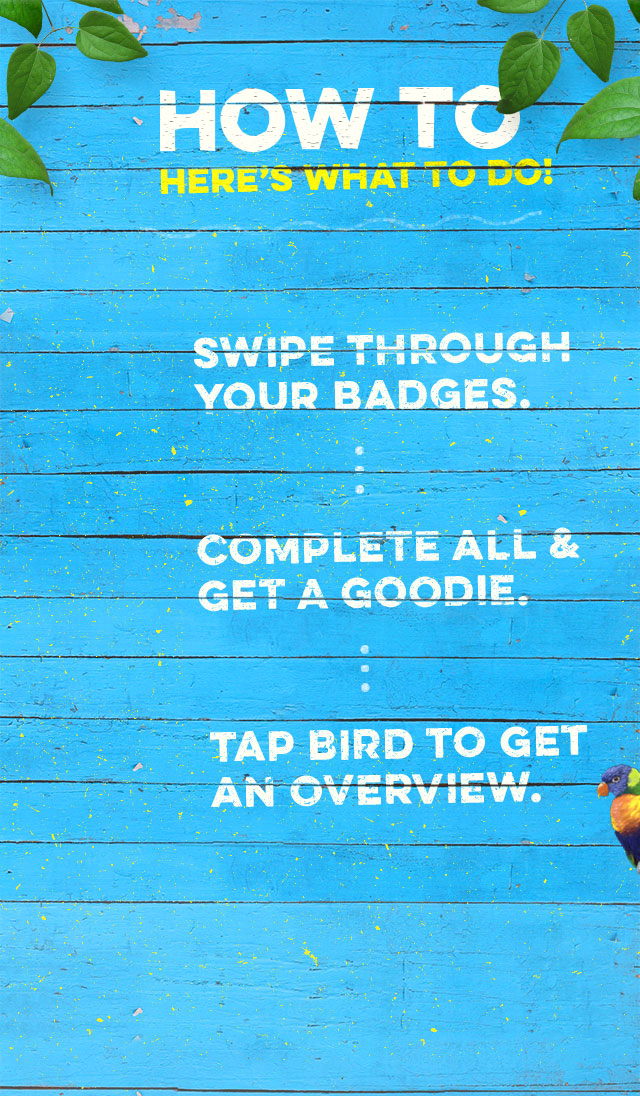 HOW TO
HERE'S WHAT TO DO!
SWIPE THROUGH
YOUR BADGES.
COMPLETE ALL &
GET A GOODIE.
TAP BIRD TO GET
AN OVERVIEW.